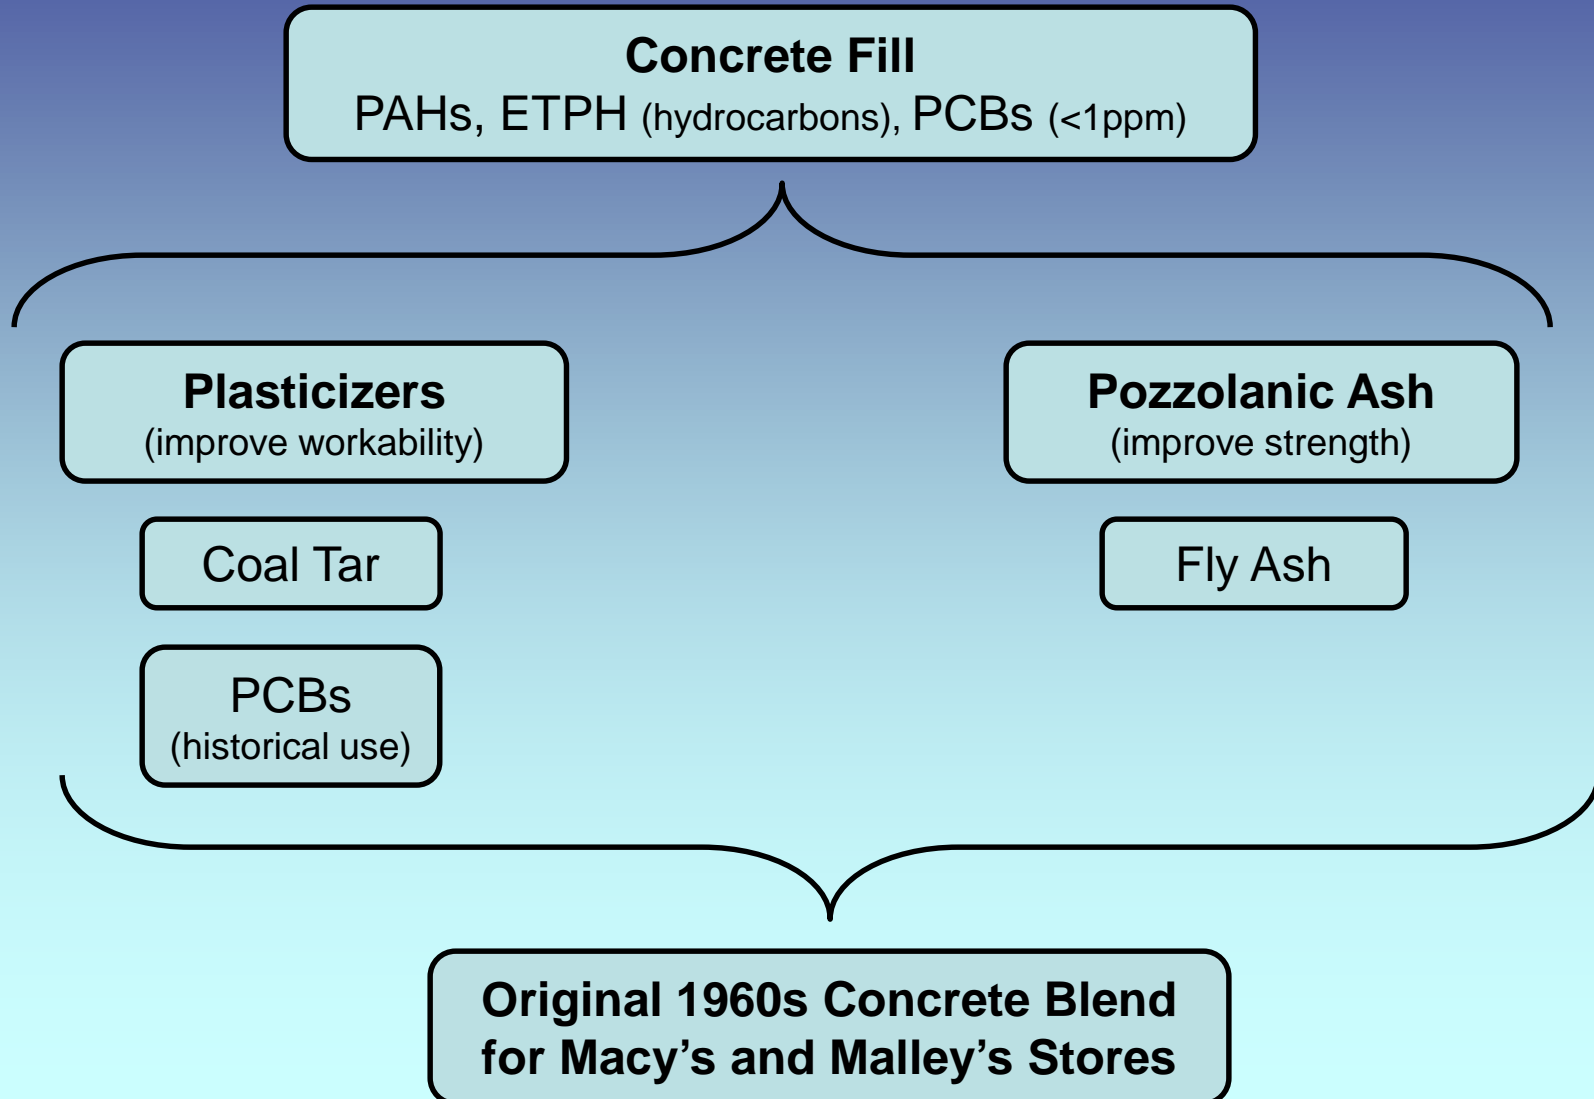 Concrete Fill
PAHs, ETPH (hydrocarbons), PCBs (<1ppm)
Plasticizers
(improve workability)
Pozzolanic Ash
(improve strength)
Coal Tar
Fly Ash
PCBs
(historical use)
Original 1960s Concrete Blend
for Macy’s and Malley’s Stores